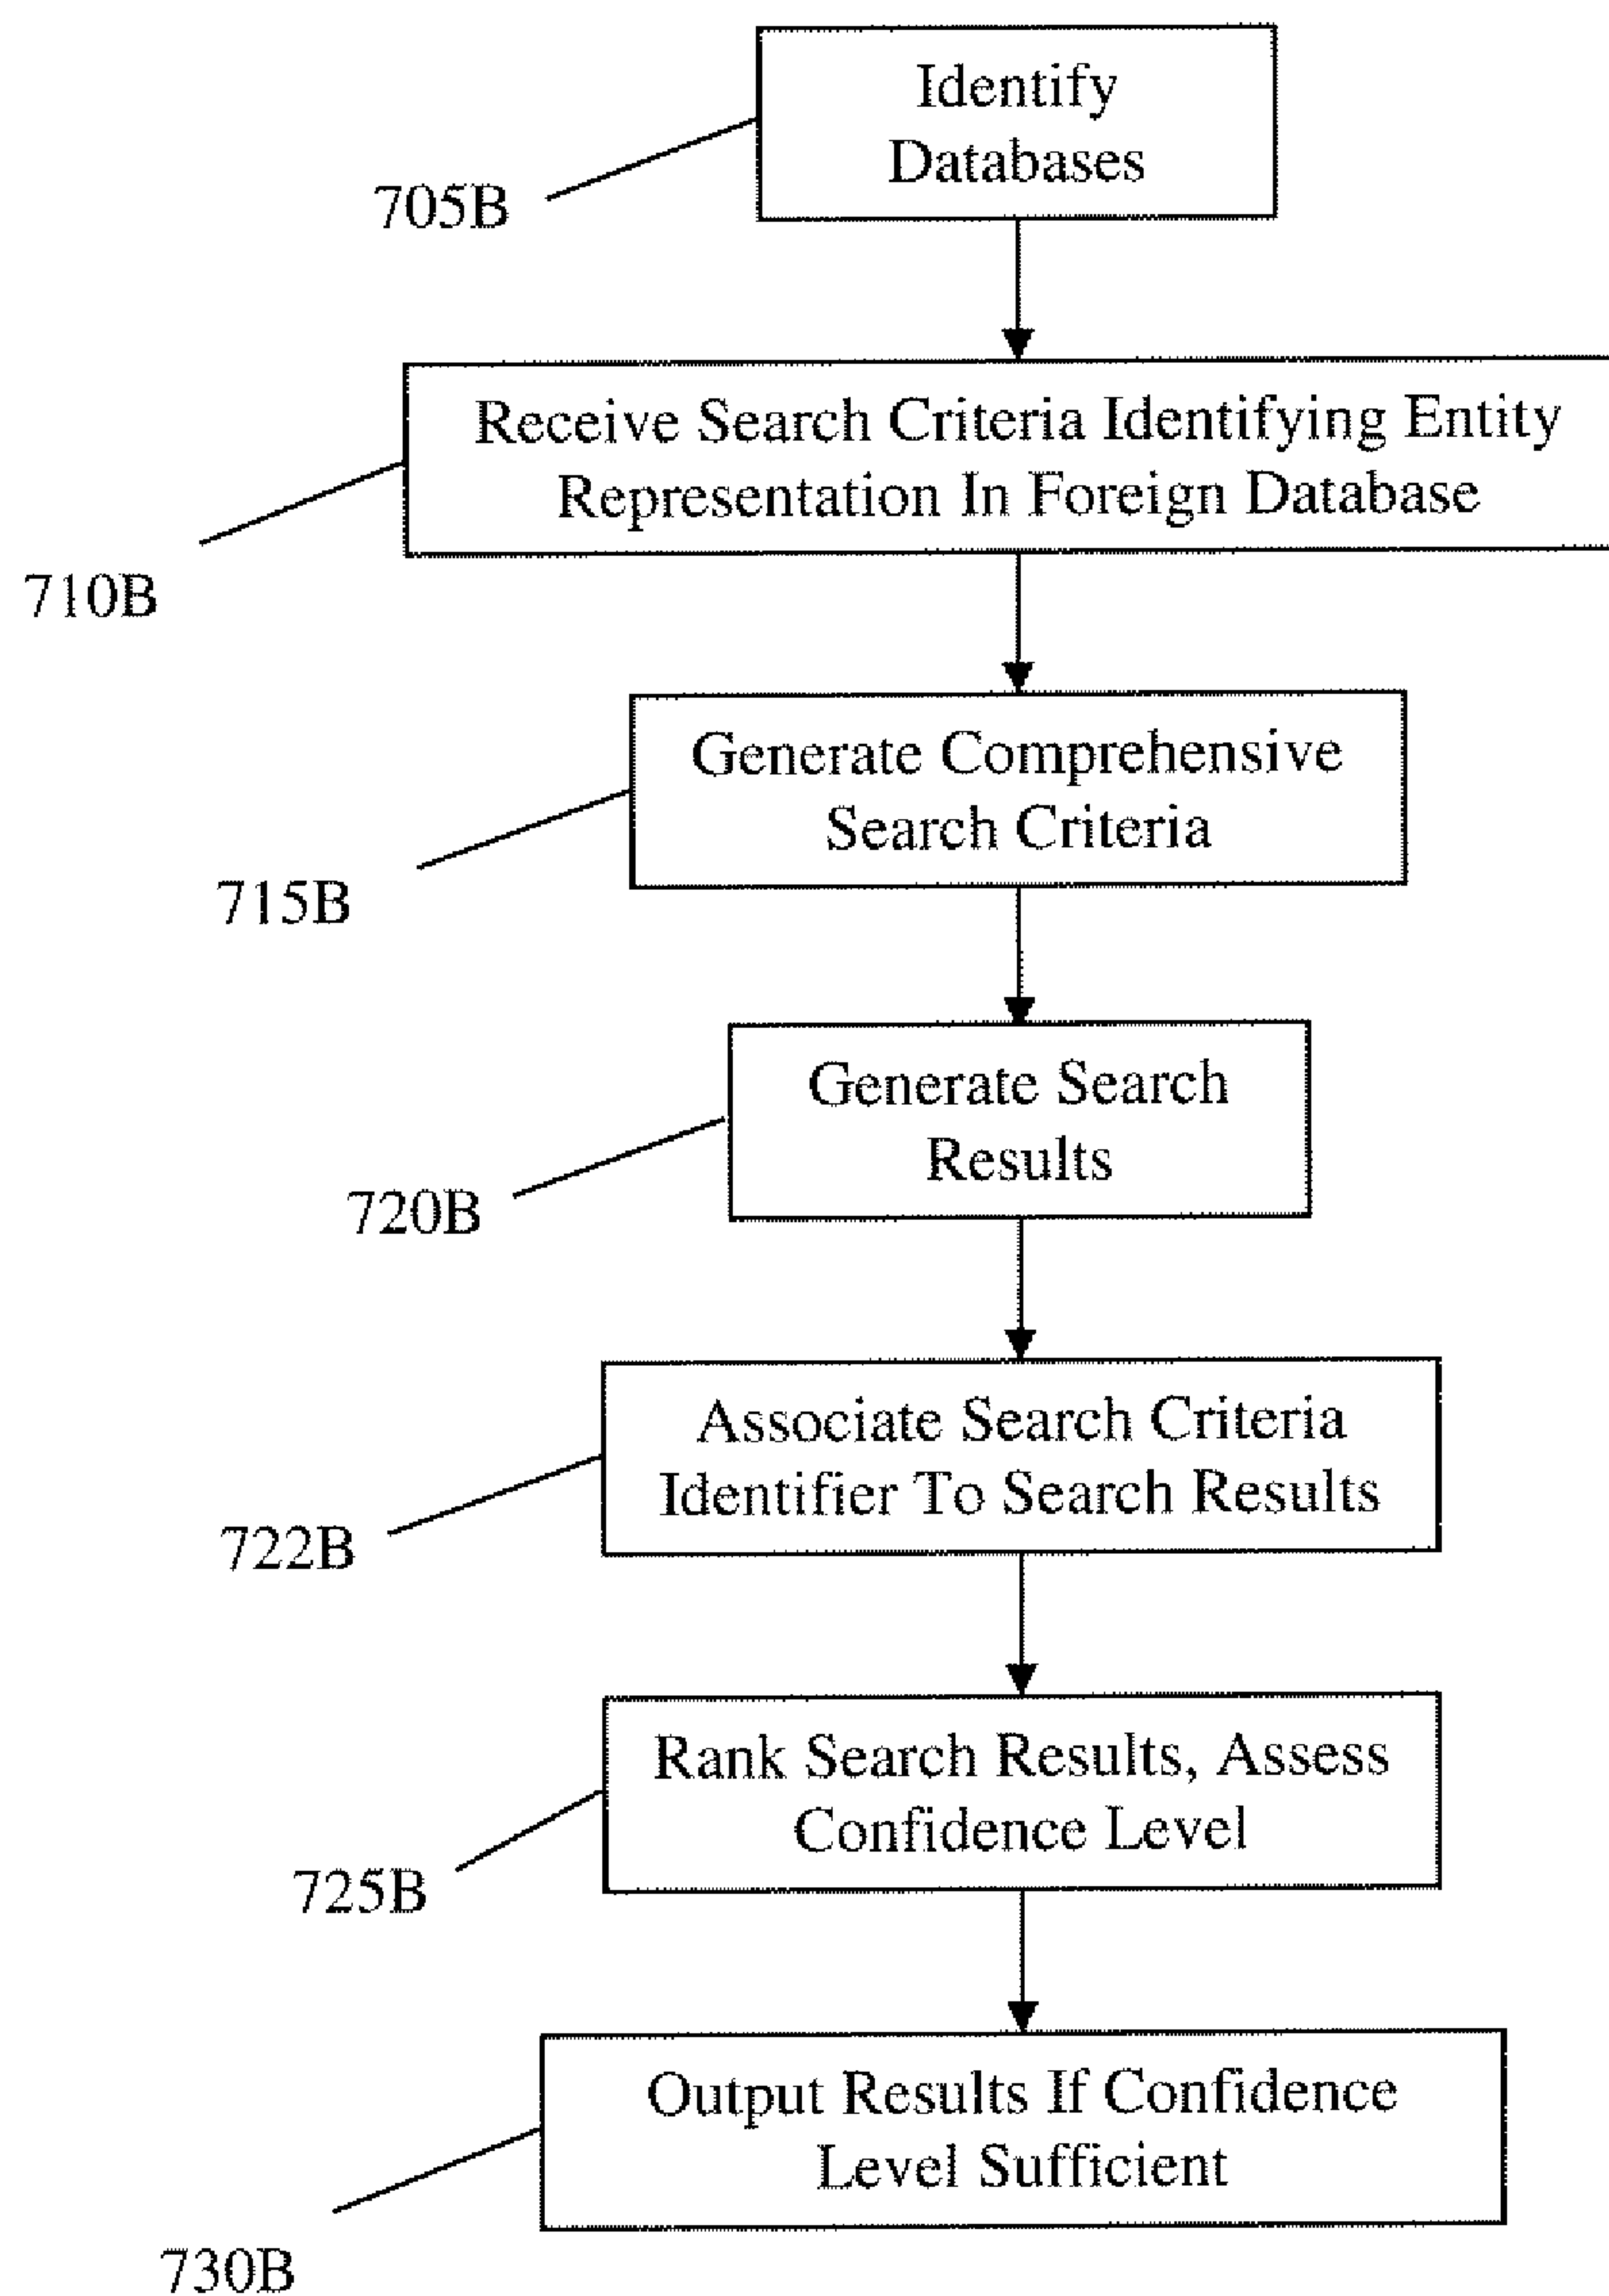 Identify
Databases
705B
Receive Search Criteria Identifying Entity
Representation In Foreign Database
710B
Generate Comprehensive
Search Criteria
715B
Generate Search
Results
720B
Associate Search Criteria
Identifier To Search Results
722B
Rank Search Results, Assess
Confidence Level
725B
Output Results If Confidence
Level Sufficient
730B